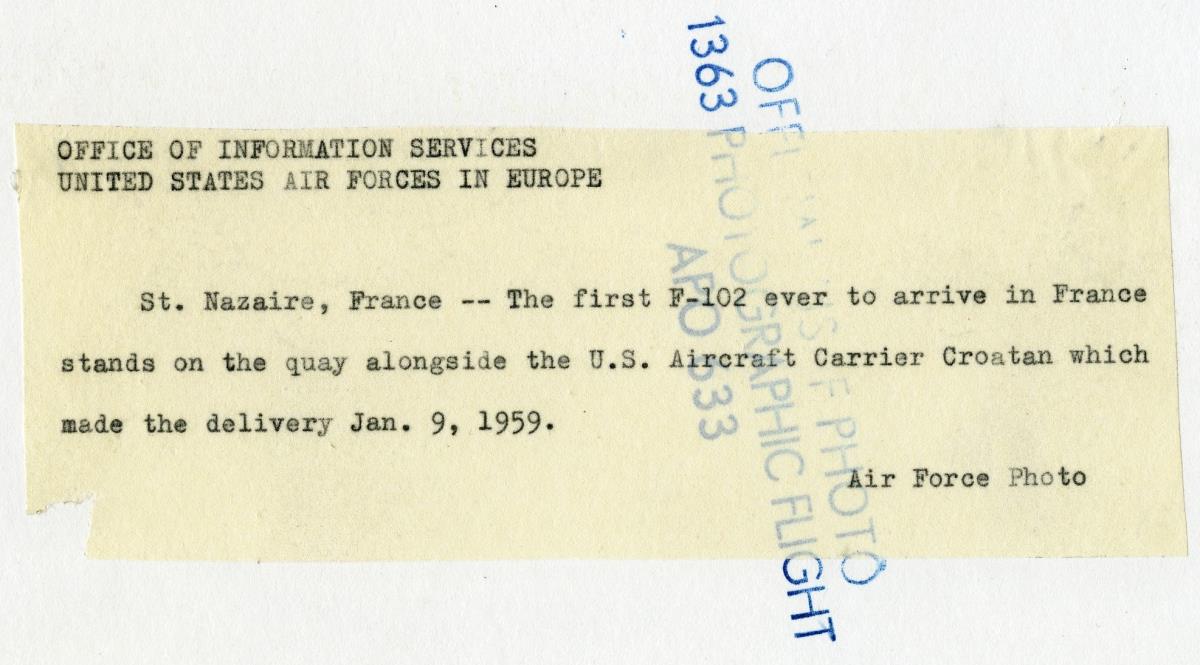 OFFICE OF INFORMATION SERVICES
UNITED STATES AIR FORCES IN EUROPE
St. Nazaire, France -- The first F-102 ever to arrive in France
stands on the quay alongside the U.S. Aircraft Carrier Croatan which
made the delivery Jan. 9, 1959.
Air Force Photo
PHOTO
1363 PHOTOGRAPHIC FLIGHT
APO 633